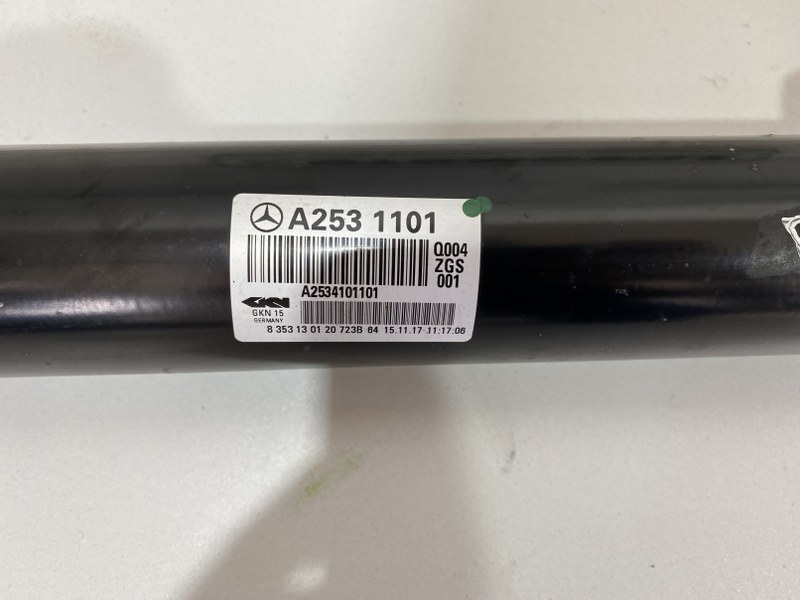 A253 1101
Q004
ZGS
001
A2534101101
GKN
GKN 15
GERMANY
8 353 13 01 20 723B 64 15.11.17 11:17:06